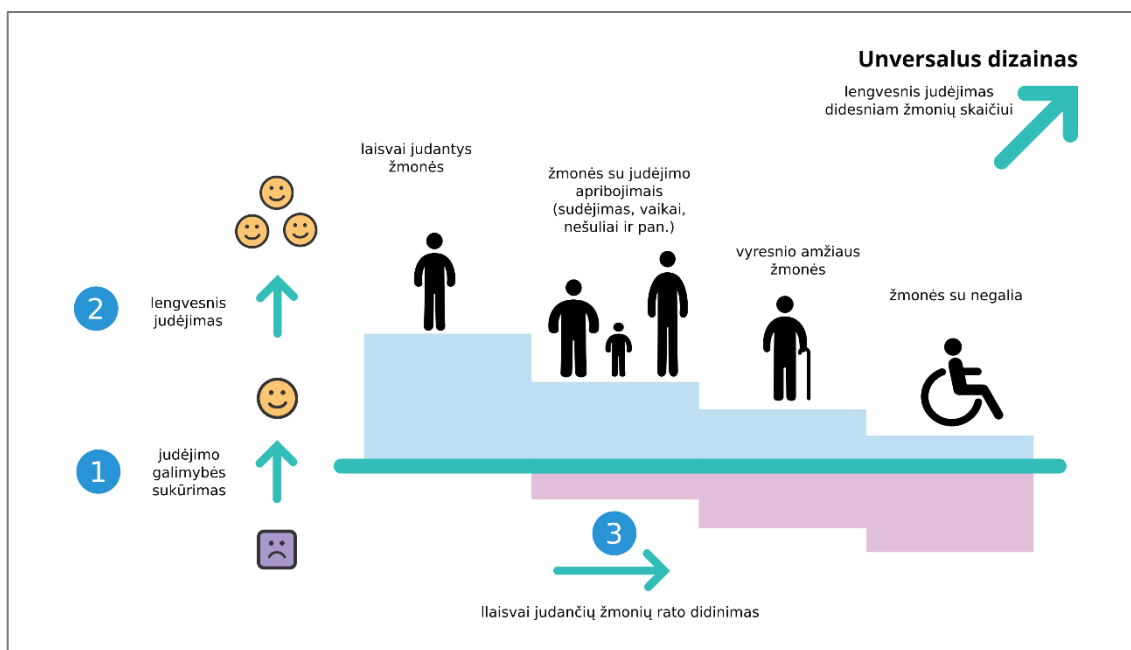 Unversalus dizainas
lengvesnis judėjimas
didesniam žmonių skaičiui
laisvai judantys
žmonės
žmonės su judėjimo
apribojimais
(sudėjimas, vaikai,
nešuliai ir pan.)
vyresnio amžiaus
žmonės
žmonės su negalia
2
lengvesnis
judėjimas
1
judėjimo
galimybės
sukūrimas
3
Ilaisvai judančių žmonių rato didinimas